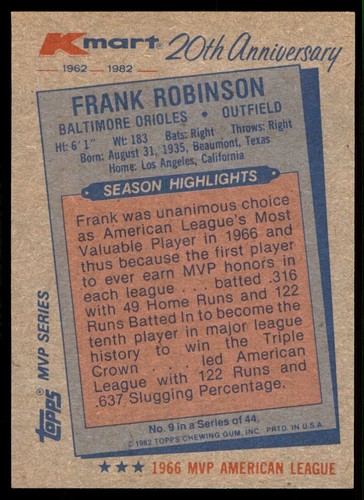 Kmart® 20th Anniversary
1962 — 1982
FRANK ROBINSON
BALTIMORE ORIOLES • OUTFIELD
Ht: 6'1" Wt: 183 Bats: Right Throws: Right
Born: August 31, 1935, Beaumont, Texas
Home: Los Angeles, California
SEASON HIGHLIGHTS
Frank was unanimous choice
as American League's Most
Valuable Player in 1966 and
thus because the first player
to ever earn MVP honors in
each league . . . . batted .316
with 49 Home Runs and 122
Runs Batted In to become the
tenth player in major league
history to win the Triple
Crown . . . . led American
League with 122 Runs and
.637 Slugging Percentage.
No. 9 in a Series of 44
© 1982 TOPPS CHEWING GUM, INC. PRTD. IN U.S.A.
topps® MVP SERIES
★★★ 1966 MVP AMERICAN LEAGUE